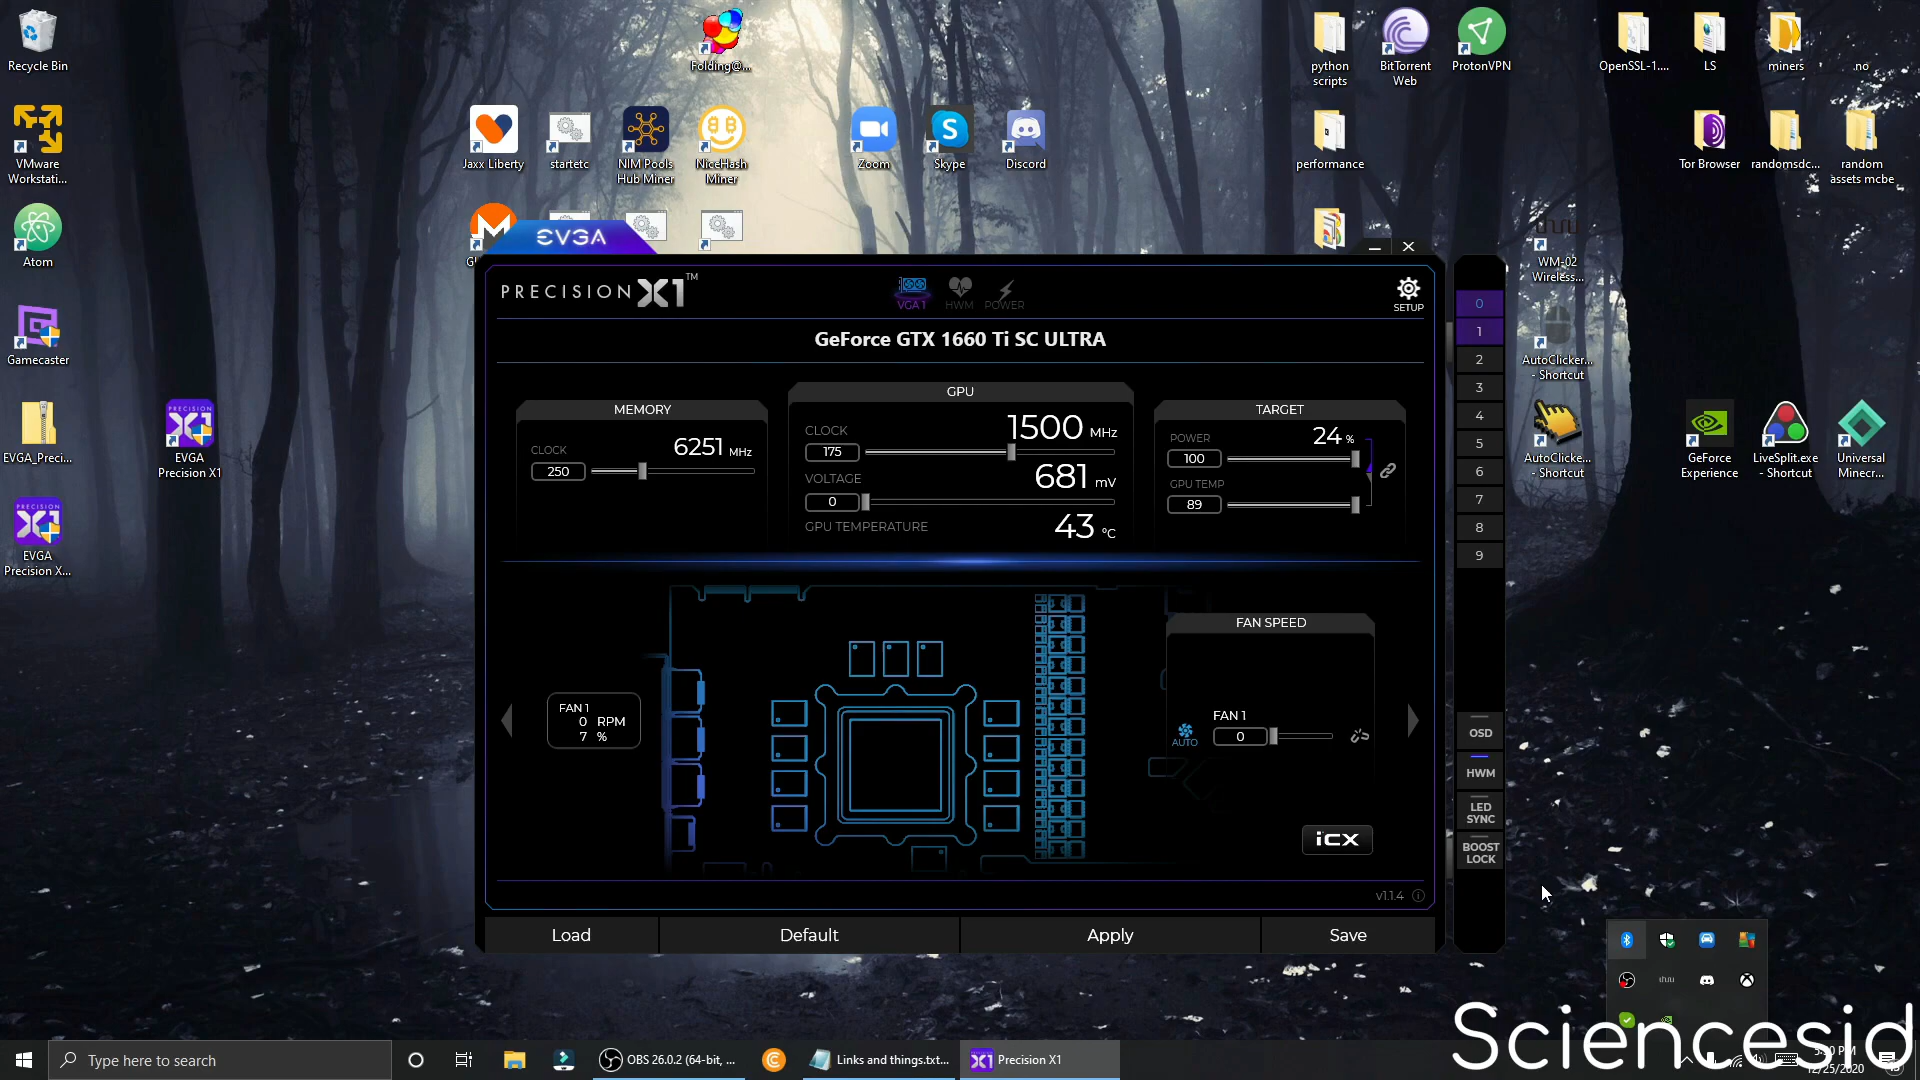 Recycle Bin
Folding@...
python
scripts
BitTorrent
Web
ProtonVPN
OpenSSL-1....
LS
miners
no
VMware
Workstati...
Jaxx Liberty
startetc
NIM Pools
Hub Miner
NiceHash
Miner
Zoom
Skype
Discord
performance
Tor Browser
randomsdc...
random
assets mcbe
Atom
EVGA
WM-02
Wireless...
PRECISION X1™
VGA 1
HWM
POWER
SETUP
GeForce GTX 1660 Ti SC ULTRA
0
1
2
3
4
5
6
7
8
9
Gamecaster
AutoClicker...
- Shortcut
MEMORY
CLOCK
250
6251 MHz
GPU
CLOCK
175
1500 MHz
VOLTAGE
0
681 mV
GPU TEMPERATURE
43 °C
TARGET
POWER
100
24 %
GPU TEMP
89
EVGA_Preci...
PRECISION
X1
EVGA
Precision X1
AutoClicke...
- Shortcut
GeForce
Experience
LiveSplit.exe
- Shortcut
Universal
Minecr...
EVGA
Precision X...
FAN 1
0 RPM
7 %
FAN SPEED
FAN 1
AUTO
0
iCX
OSD
HWM
LED
SYNC
BOOST
LOCK
v1.1.4
Load
Default
Apply
Save
Sciencesid
Type here to search
OBS 26.0.2 (64-bit, ...
Links and things.txt...
Precision X1
12/25/2020